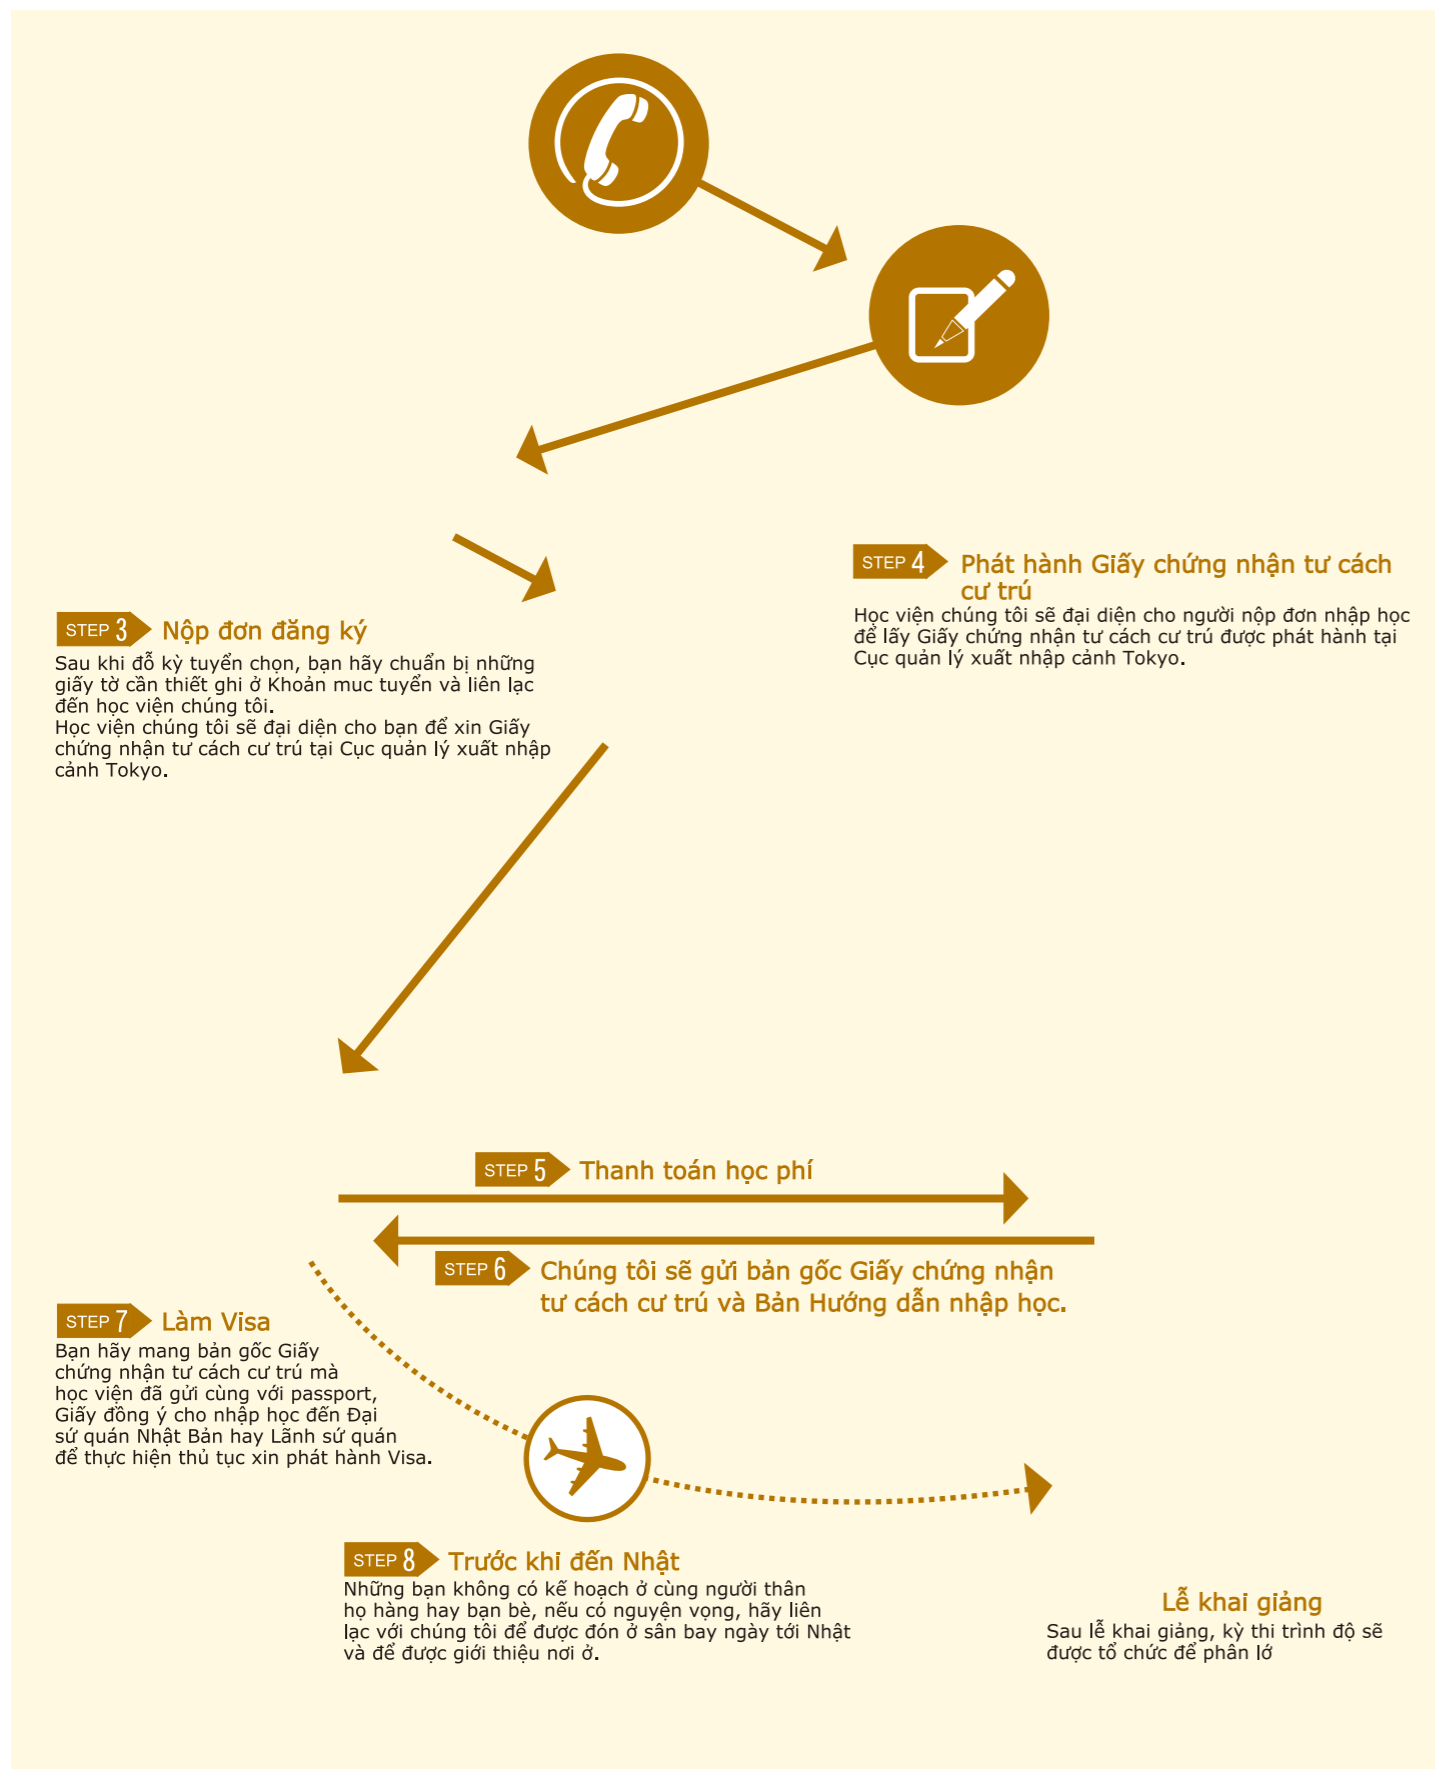 STEP 3 Nộp đơn đăng ký
Sau khi đỗ kỳ tuyển chọn, bạn hãy chuẩn bị những
giấy tờ cần thiết ghi ở Khoản muc tuyển và liên lạc
đến học viện chúng tôi.
Học viện chúng tôi sẽ đại diện cho bạn để xin Giấy
chứng nhận tư cách cư trú tại Cục quản lý xuất nhập
cảnh Tokyo.
STEP 4 Phát hành Giấy chứng nhận tư cách
cư trú
Học viện chúng tôi sẽ đại diện cho người nộp đơn nhập học
để lấy Giấy chứng nhận tư cách cư trú được phát hành tại
Cục quản lý xuất nhập cảnh Tokyo.
STEP 5 Thanh toán học phí
STEP 6 Chúng tôi sẽ gửi bản gốc Giấy chứng nhận
tư cách cư trú và Bản Hướng dẫn nhập học.
STEP 7 Làm Visa
Bạn hãy mang bản gốc Giấy
chứng nhận tư cách cư trú mà
học viện đã gửi cùng với passport,
Giấy đồng ý cho nhập học đến Đại
sứ quán Nhật Bản hay Lãnh sứ quán
để thực hiện thủ tục xin phát hành Visa.
STEP 8 Trước khi đến Nhật
Những bạn không có kế hoạch ở cùng người thân
họ hàng hay bạn bè, nếu có nguyện vọng, hãy liên
lạc với chúng tôi để được đón ở sân bay ngày tới Nhật
và để được giới thiệu nơi ở.
Lễ khai giảng
Sau lễ khai giảng, kỳ thi trình độ sẽ
được tổ chức để phân lớ